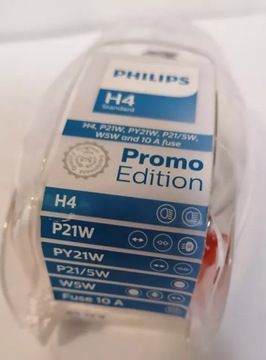 PHILIPS
H4
Standard
H4, P21W, PY21W, P21/5W,
W5W and 10 A fuse
Promo
Edition
H4
P21W
PY21W
P21/5W
W5W
Fuse 10 A